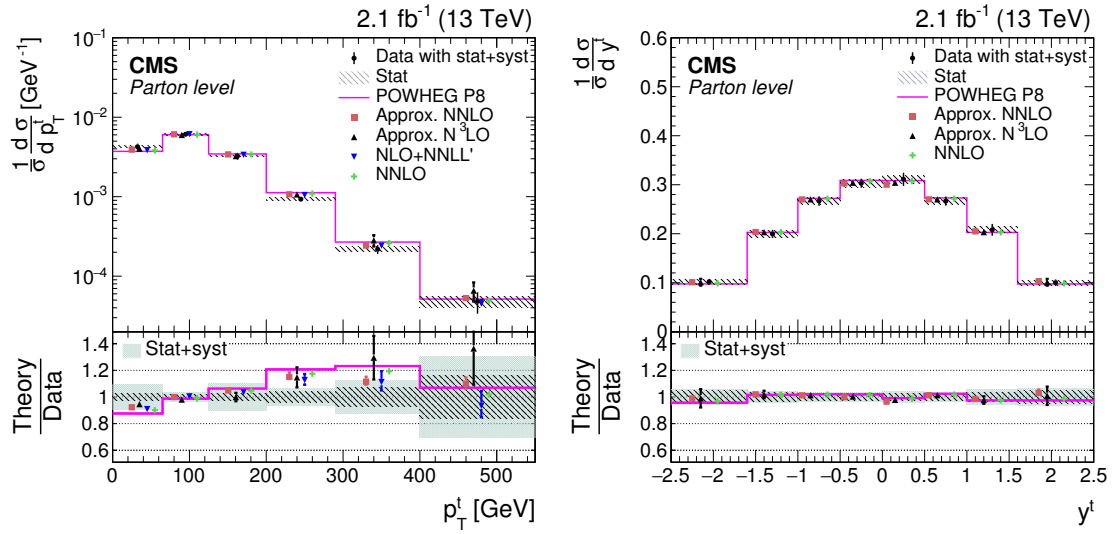 2.1 fb⁻¹ (13 TeV)
CMS
Parton level
Data with stat+syst
Stat
POWHEG P8
Approx. NNLO
Approx. N³LO
NLO+NNLL'
NNLO
1/σ dσ/dp_T^t [GeV⁻¹]
10⁻¹
10⁻²
10⁻³
10⁻⁴
Stat+syst
Theory
Data
1.4
1.2
1
0.8
0.6
0 100 200 300 400 500
p_T^t [GeV]
2.1 fb⁻¹ (13 TeV)
CMS
Parton level
Data with stat+syst
Stat
POWHEG P8
Approx. NNLO
Approx. N³LO
NNLO
1/σ dσ/dy^t
0.6
0.5
0.4
0.3
0.2
0.1
0
Stat+syst
Theory
Data
1.4
1.2
1
0.8
0.6
−2.5 −2 −1.5 −1 −0.5 0 0.5 1 1.5 2 2.5
y^t